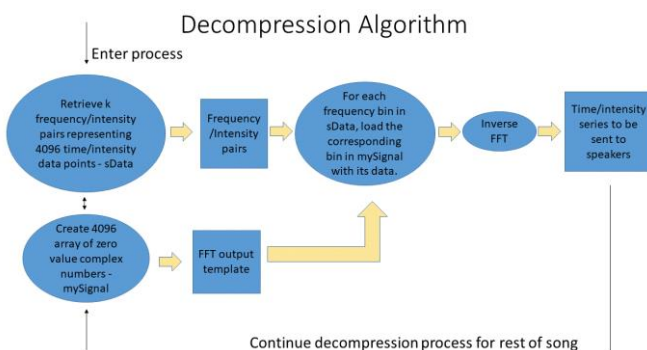 Decompression Algorithm
Enter process
Retrieve k
frequency/intensity
pairs representing
4096 time/intensity
data points - sData
Frequency
/Intensity
pairs
For each
frequency bin in
sData, load the
corresponding
bin in mySignal
with its data.
Inverse
FFT
Time/intensity
series to be
sent to
speakers
Create 4096
array of zero
value complex
numbers -
mySignal
FFT output
template
Continue decompression process for rest of song